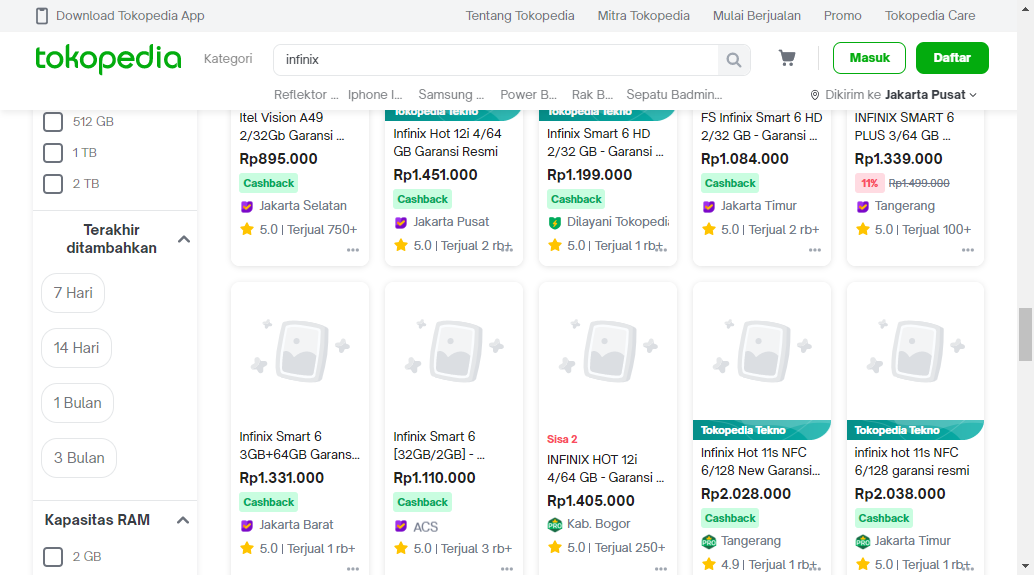 Download Tokopedia App
Tentang Tokopedia
Mitra Tokopedia
Mulai Berjualan
Promo
Tokopedia Care
tokopedia
Kategori
infinix
Masuk
Daftar
Reflektor ...
Iphone I...
Samsung ...
Power B...
Rak B...
Sepatu Badmin...
Dikirim ke Jakarta Pusat
512 GB
1 TB
2 TB
Terakhir
ditambahkan
7 Hari
14 Hari
1 Bulan
3 Bulan
Kapasitas RAM
2 GB
Itel Vision A49
2/32Gb Garansi ...
Rp895.000
Cashback
Jakarta Selatan
5.0 | Terjual 750+
Tokopedia Tekno
Infinix Hot 12i 4/64
GB Garansi Resmi
Rp1.451.000
Cashback
Jakarta Pusat
5.0 | Terjual 2 rb+
Tokopedia Tekno
Infinix Smart 6 HD
2/32 GB - Garansi ...
Rp1.199.000
Cashback
Dilayani Tokopedia
5.0 | Terjual 1 rb+
FS Infinix Smart 6 HD
2/32 GB - Garansi ...
Rp1.084.000
Cashback
Jakarta Timur
5.0 | Terjual 2 rb+
INFINIX SMART 6
PLUS 3/64 GB ...
Rp1.339.000
11% Rp1.499.000
Tangerang
5.0 | Terjual 100+
Infinix Smart 6
3GB+64GB Garans...
Rp1.331.000
Cashback
Jakarta Barat
5.0 | Terjual 1 rb+
Infinix Smart 6
[32GB/2GB] - ...
Rp1.110.000
Cashback
ACS
5.0 | Terjual 3 rb+
Sisa 2
INFINIX HOT 12i
4/64 GB - Garansi ...
Rp1.405.000
PRO Kab. Bogor
5.0 | Terjual 250+
Tokopedia Tekno
Infinix Hot 11s NFC
6/128 New Garansi...
Rp2.028.000
Cashback
PRO Tangerang
4.9 | Terjual 1 rb+
Tokopedia Tekno
infinix hot 11s NFC
6/128 garansi resmi
Rp2.038.000
Cashback
PRO Jakarta Timur
5.0 | Terjual 1 rb+